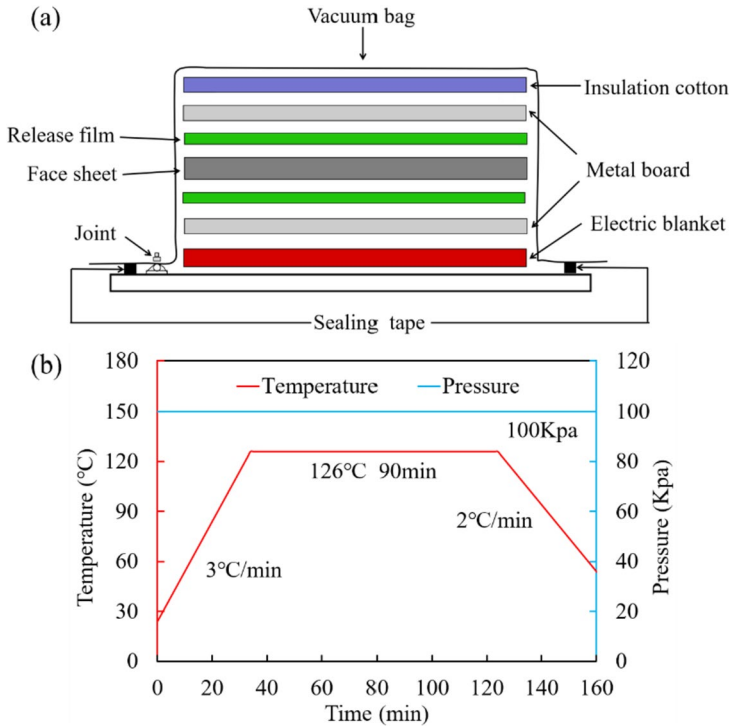 (a)
Vacuum bag
Insulation cotton
Release film
Face sheet
Metal board
Joint
Electric blanket
Sealing tape
(b)
180
150
120
90
60
30
0
Temperature (℃)
Temperature
Pressure
100Kpa
126℃ 90min
3℃/min
2℃/min
120
100
80
60
40
20
0
Pressure (Kpa)
0 20 40 60 80 100 120 140 160
Time (min)